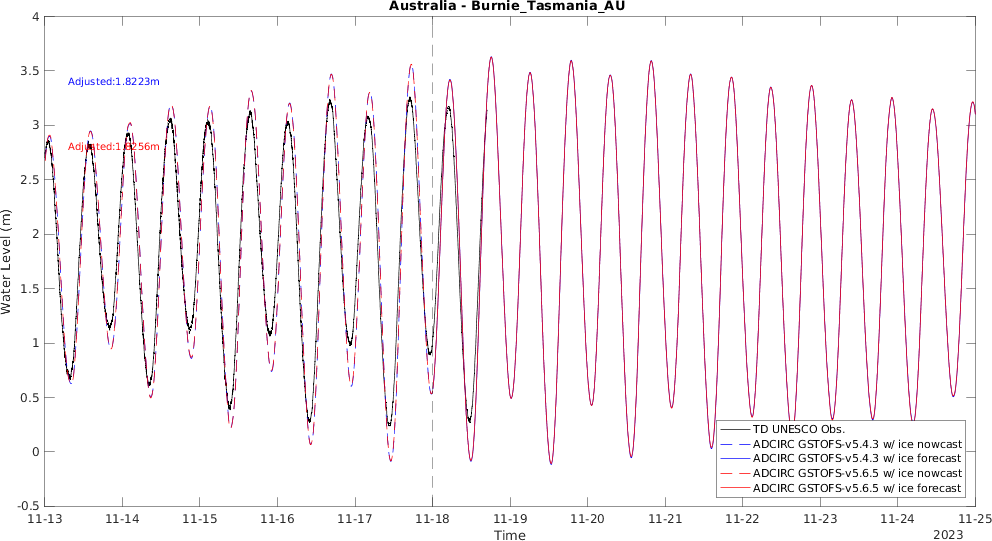 Australia - Burnie_Tasmania_AU
4
3.5
3
2.5
2
1.5
1
0.5
0
-0.5
Water Level (m)
Adjusted:1.8223m
Adjusted:1.8256m
TD UNESCO Obs.
ADCIRC GSTOFS-v5.4.3 w/ ice nowcast
ADCIRC GSTOFS-v5.4.3 w/ ice forecast
ADCIRC GSTOFS-v5.6.5 w/ ice nowcast
ADCIRC GSTOFS-v5.6.5 w/ ice forecast
11-13 11-14 11-15 11-16 11-17 11-18 11-19 11-20 11-21 11-22 11-23 11-24 11-25
Time
2023